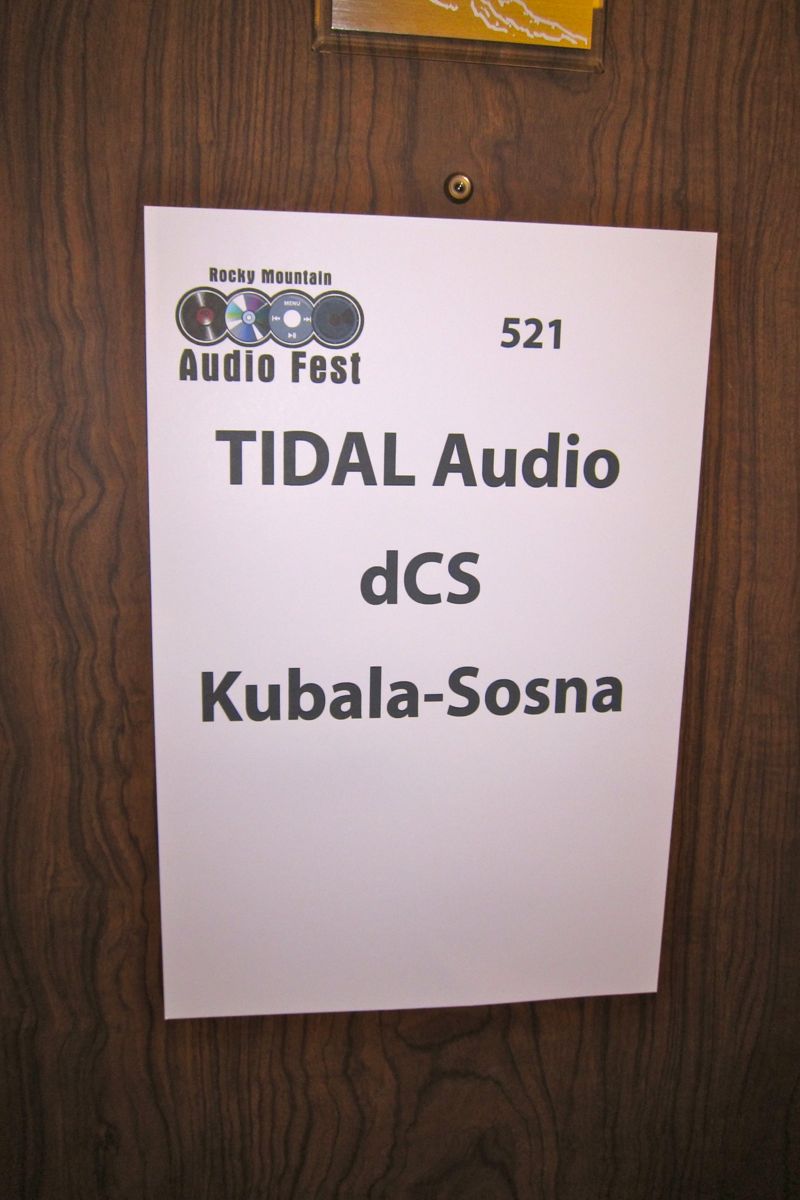 Rocky Mountain
MENU
Audio Fest
521
TIDAL Audio
dCS
Kubala-Sosna